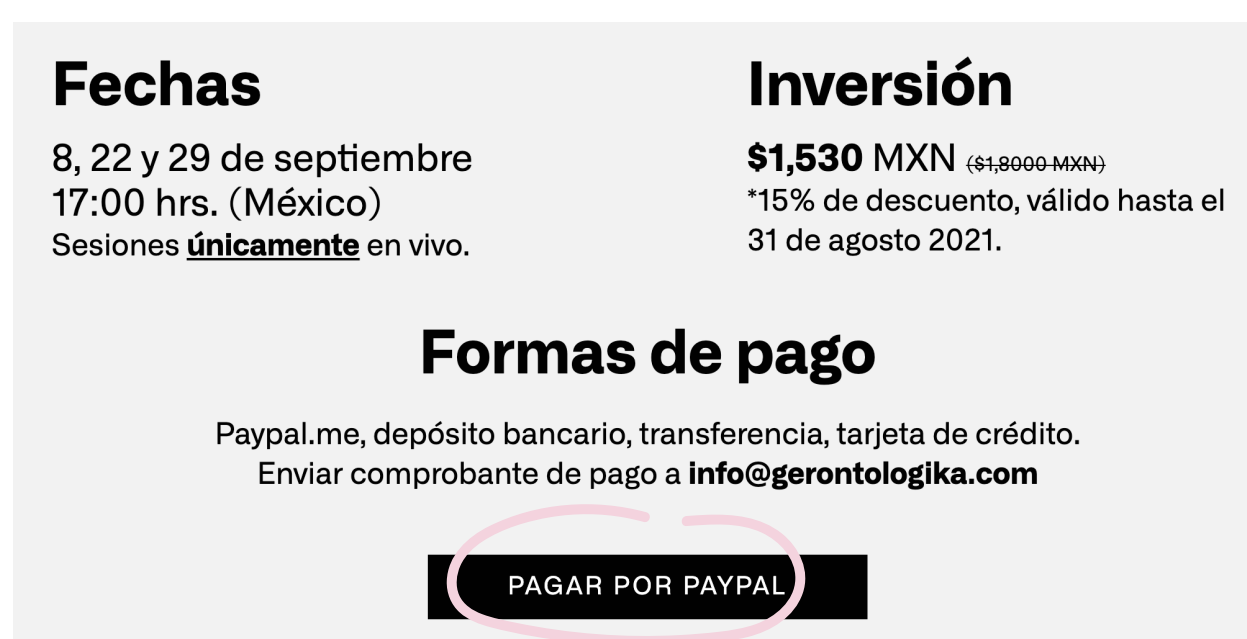 Fechas
8, 22 y 29 de septiembre
17:00 hrs. (México)
Sesiones únicamente en vivo.
Inversión
$1,530 MXN ($1,8000 MXN)
*15% de descuento, válido hasta el
31 de agosto 2021.
Formas de pago
Paypal.me, depósito bancario, transferencia, tarjeta de crédito.
Enviar comprobante de pago a info@gerontologika.com
PAGAR POR PAYPAL